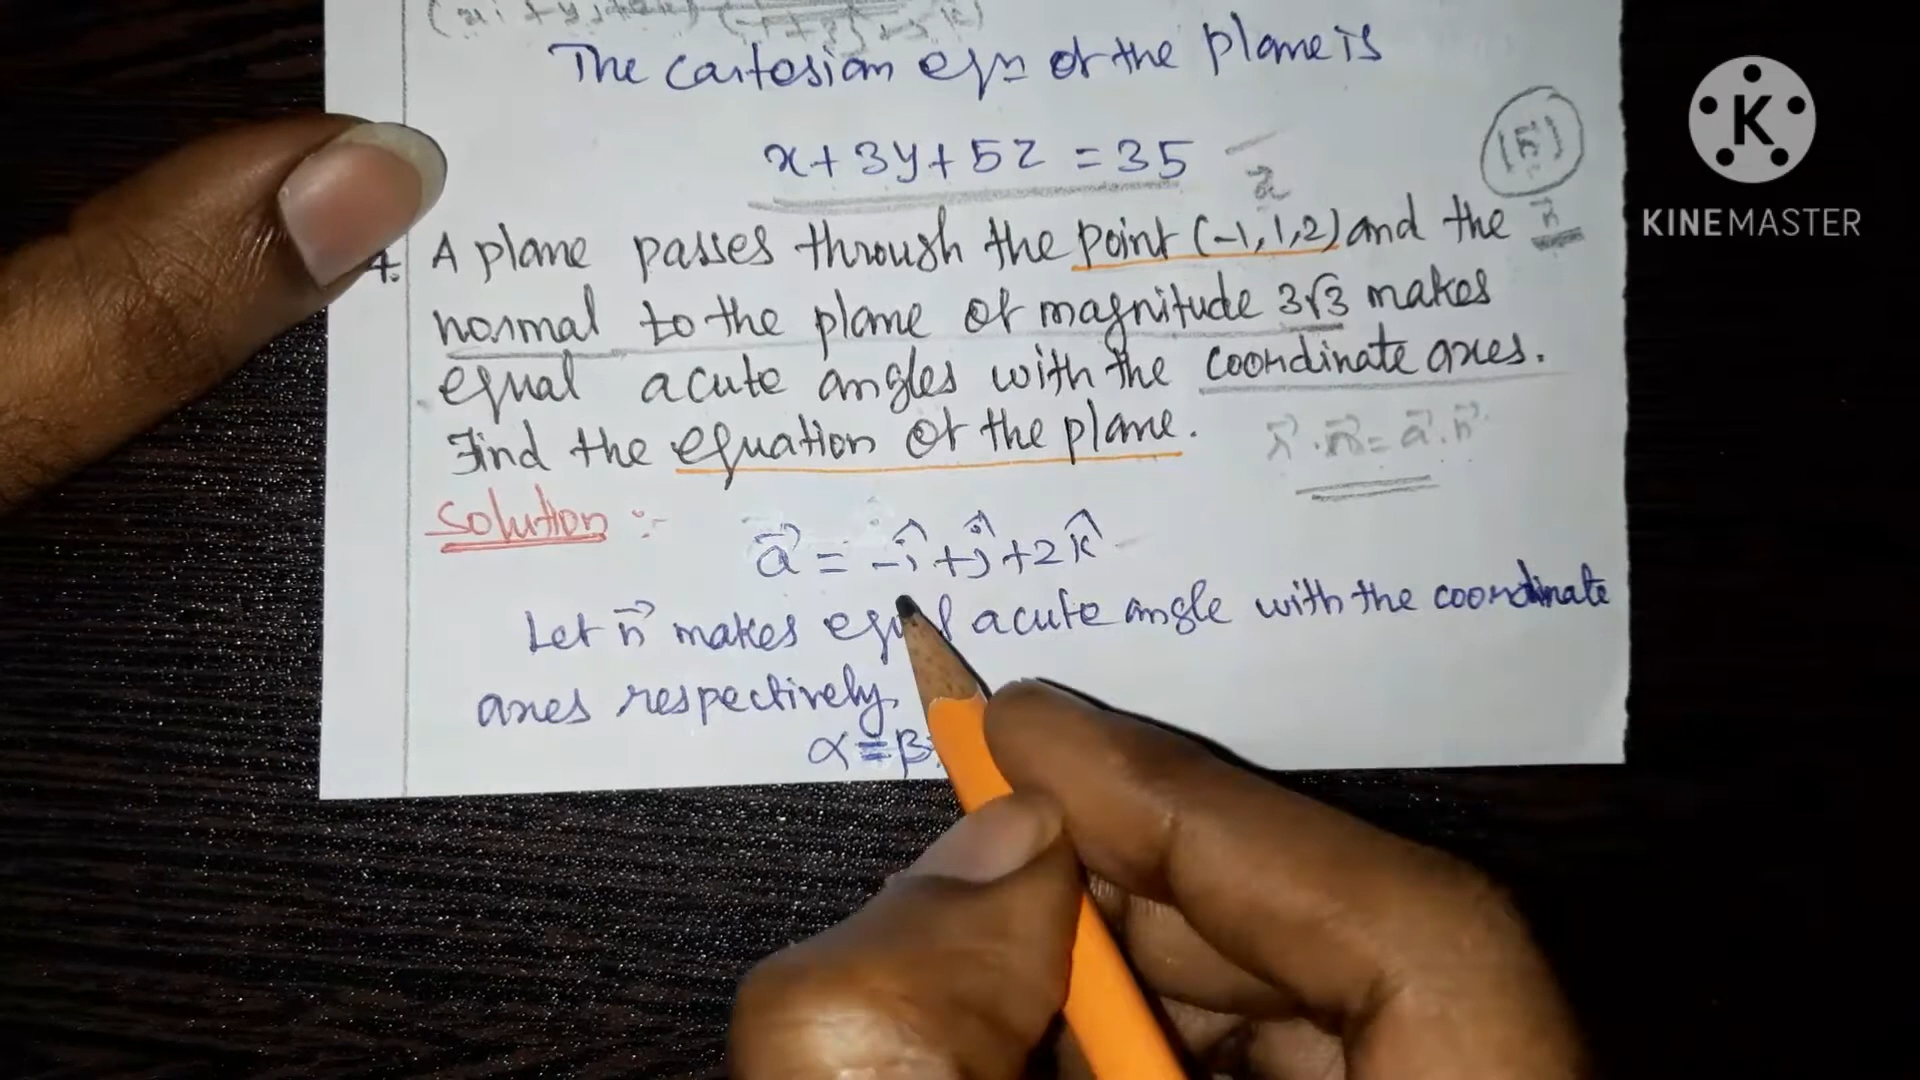 The cartesian eqn of the plane is
x+3y+5z =35
a⃗
|n⃗|
K
KINEMASTER
4. A plane passes through the point (-1,1,2) and the n⃗
normal to the plane of magnitude 3√3 makes
equal acute angles with the coordinate axes.
Find the equation of the plane.
r⃗.n⃗=a⃗.n⃗
Solution :-
a⃗ = -î+ĵ+2k̂
Let n⃗ makes equal acute angle with the coordinate
axes respectively
α=β